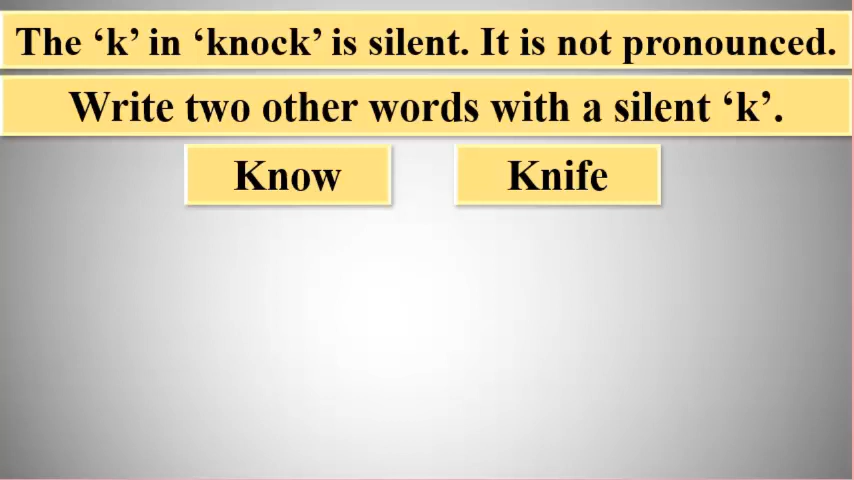 The ‘k’ in ‘knock’ is silent. It is not pronounced.
Write two other words with a silent ‘k’.
Know Knife